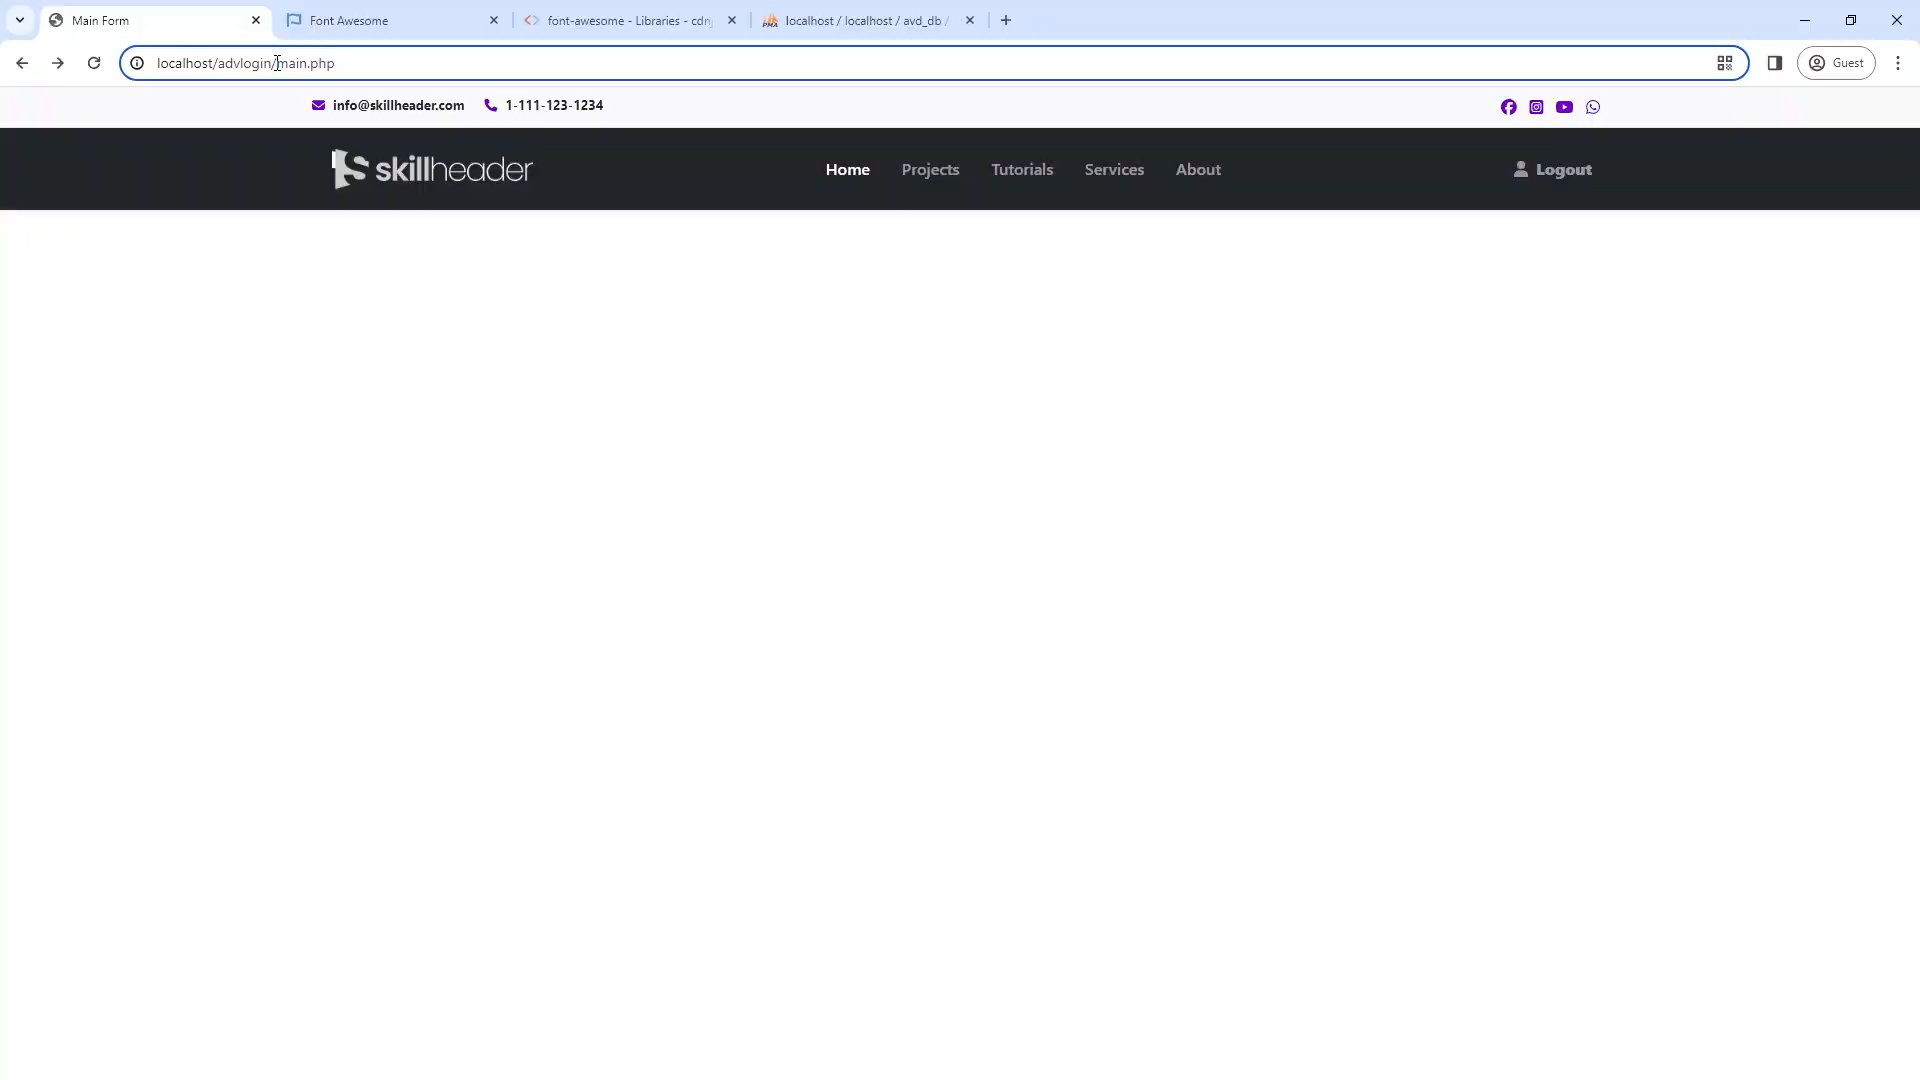 Main Form
Font Awesome
font-awesome - Libraries - cdnj
localhost / localhost / avd_db /
localhost/advlogin/main.php
Guest
info@skillheader.com 1-111-123-1234
skillheader
Home Projects Tutorials Services About
Logout